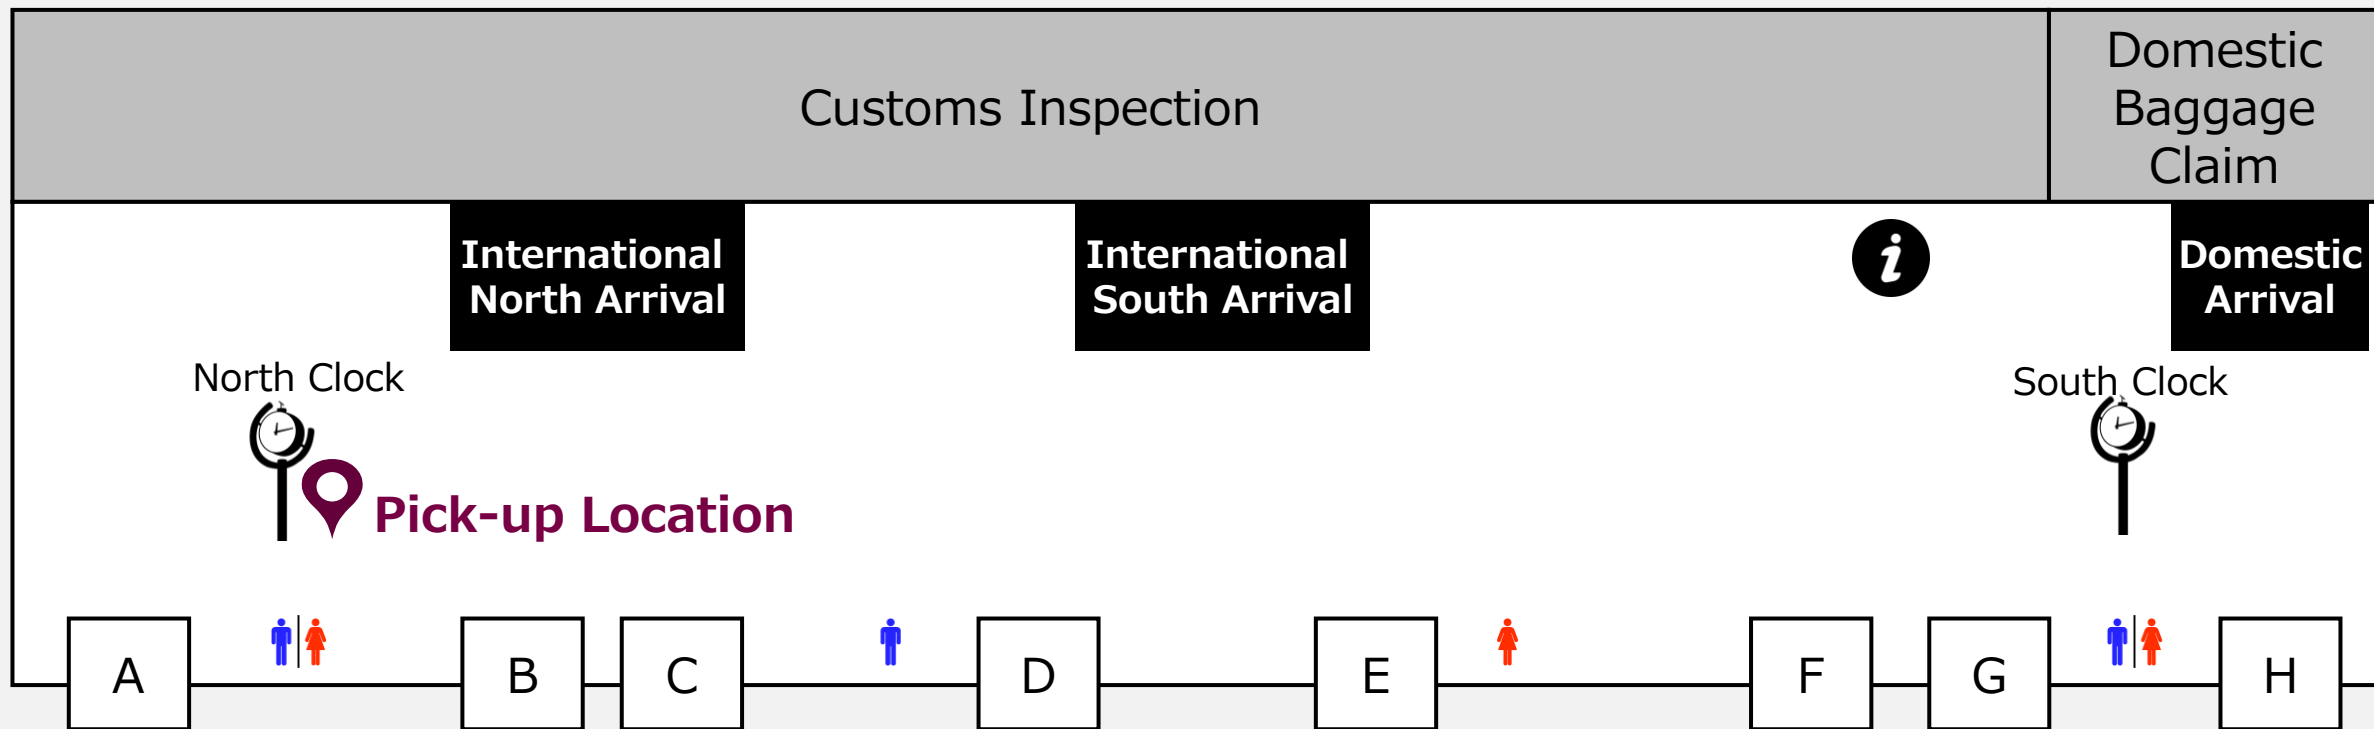 Customs Inspection
Domestic
Baggage
Claim
International
North Arrival
International
South Arrival
i
Domestic
Arrival
North Clock
South Clock
Pick-up Location
A
B
C
D
E
F
G
H